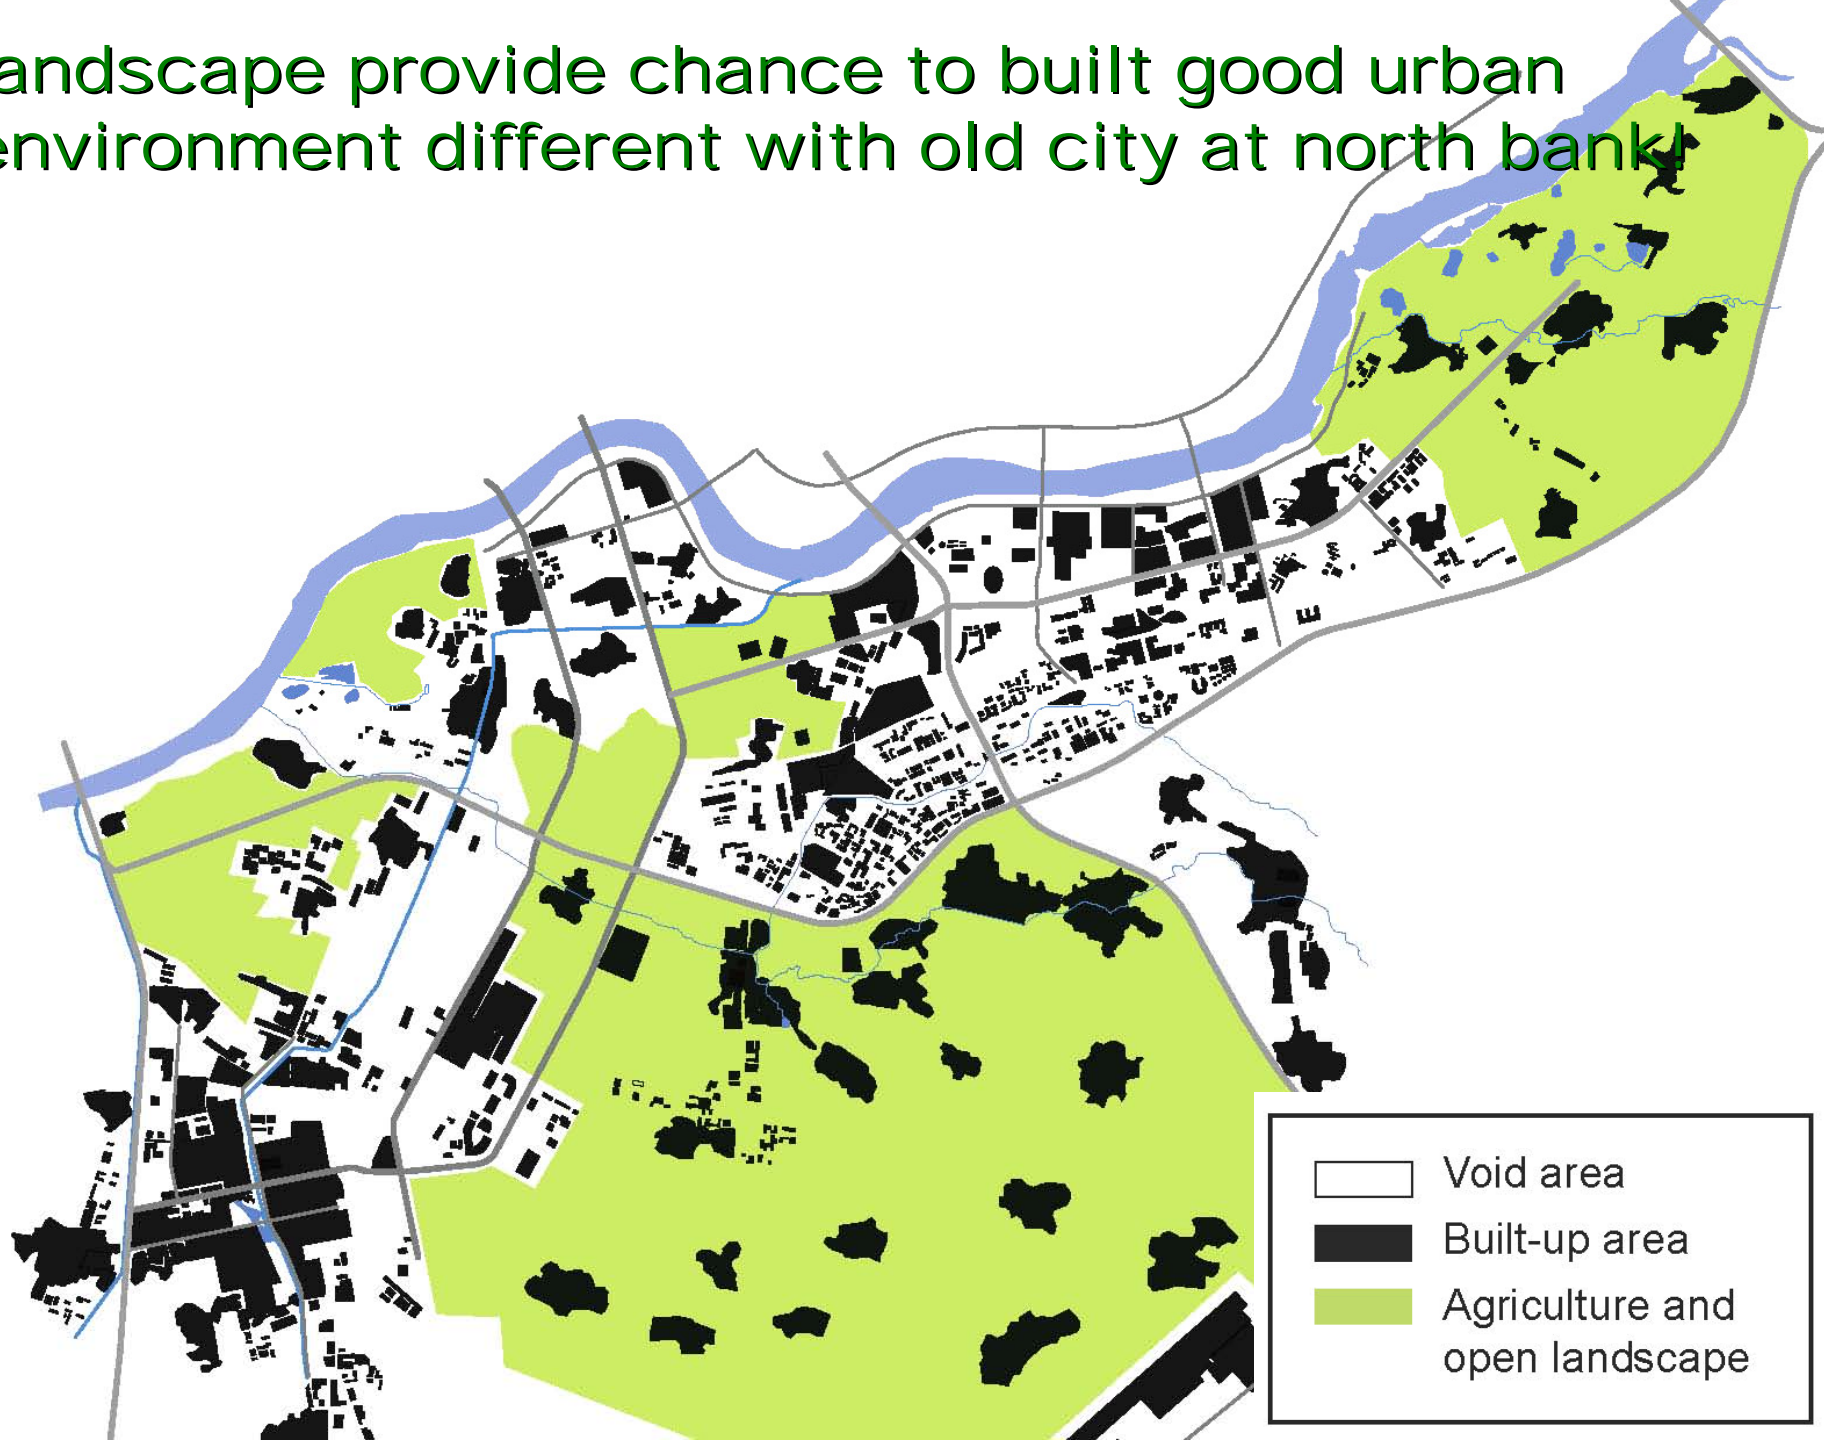 andscape provide chance to built good urban
environment different with old city at north bank!
Void area
Built-up area
Agriculture and
open landscape